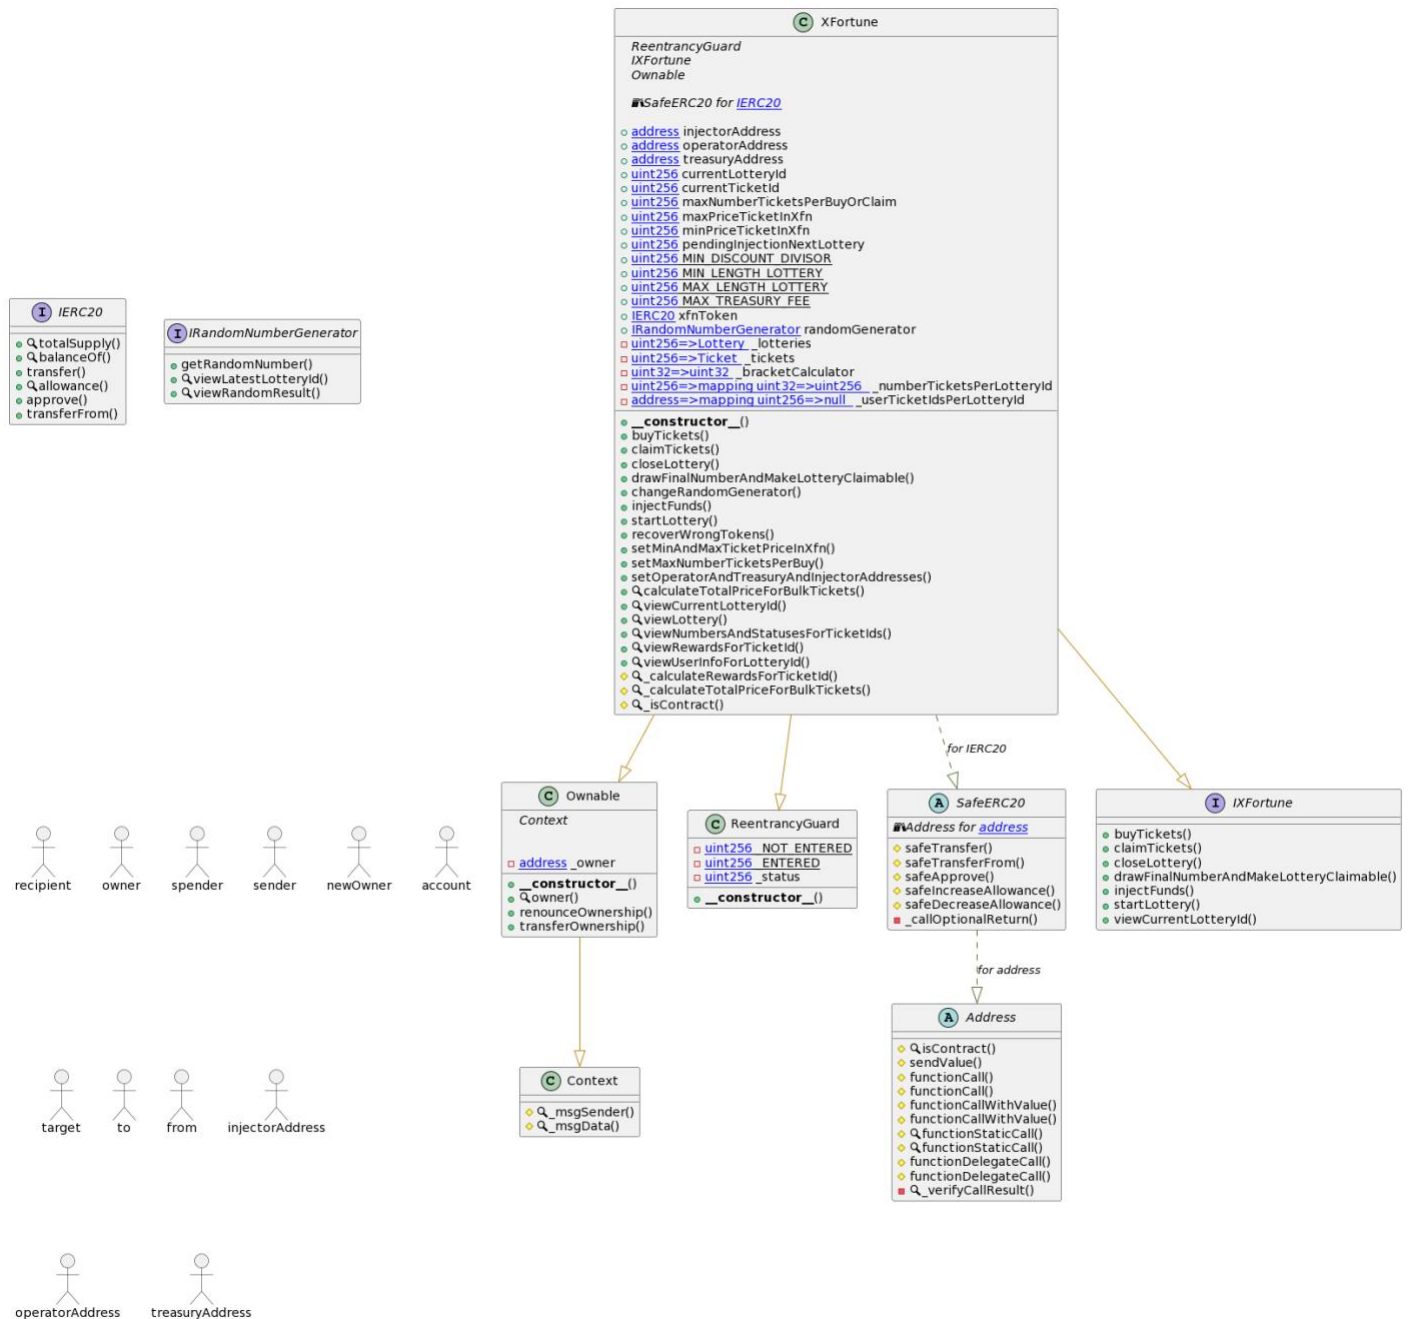 C XFortune
ReentrancyGuard
IXFortune
Ownable
SafeERC20 for IERC20
address injectorAddress
address operatorAddress
address treasuryAddress
uint256 currentLotteryId
uint256 currentTicketId
uint256 maxNumberTicketsPerBuyOrClaim
uint256 maxPriceTicketInXfn
uint256 minPriceTicketInXfn
uint256 pendingInjectionNextLottery
uint256 MIN_DISCOUNT_DIVISOR
uint256 MIN_LENGTH_LOTTERY
uint256 MAX_LENGTH_LOTTERY
uint256 MAX_TREASURY_FEE
IERC20 xfnToken
IRandomNumberGenerator randomGenerator
uint256=>Lottery _lotteries
uint256=>Ticket _tickets
uint32=>uint32 _bracketCalculator
uint256=>mapping uint32=>uint256 _numberTicketsPerLotteryId
address=>mapping uint256=>null _userTicketIdsPerLotteryId
__constructor__()
buyTickets()
claimTickets()
closeLottery()
drawFinalNumberAndMakeLotteryClaimable()
changeRandomGenerator()
injectFunds()
startLottery()
recoverWrongTokens()
setMinAndMaxTicketPriceInXfn()
setMaxNumberTicketsPerBuy()
setOperatorAndTreasuryAndInjectorAddresses()
calculateTotalPriceForBulkTickets()
viewCurrentLotteryId()
viewLottery()
viewNumbersAndStatusesForTicketIds()
viewRewardsForTicketId()
viewUserInfoForLotteryId()
_calculateRewardsForTicketId()
_calculateTotalPriceForBulkTickets()
_isContract()
I IERC20
totalSupply()
balanceOf()
transfer()
allowance()
approve()
transferFrom()
I IRandomNumberGenerator
getRandomNumber()
viewLatestLotteryId()
viewRandomResult()
for IERC20
C Ownable
Context
address _owner
__constructor__()
owner()
renounceOwnership()
transferOwnership()
C ReentrancyGuard
uint256 _NOT_ENTERED
uint256 _ENTERED
uint256 _status
__constructor__()
A SafeERC20
Address for address
safeTransfer()
safeTransferFrom()
safeApprove()
safeIncreaseAllowance()
safeDecreaseAllowance()
_callOptionalReturn()
I IXFortune
buyTickets()
claimTickets()
closeLottery()
drawFinalNumberAndMakeLotteryClaimable()
injectFunds()
startLottery()
viewCurrentLotteryId()
recipient
owner
spender
sender
newOwner
account
for address
C Context
_msgSender()
_msgData()
A Address
isContract()
sendValue()
functionCall()
functionCall()
functionCallWithValue()
functionCallWithValue()
functionStaticCall()
functionStaticCall()
functionDelegateCall()
functionDelegateCall()
_verifyCallResult()
target
to
from
injectorAddress
operatorAddress
treasuryAddress